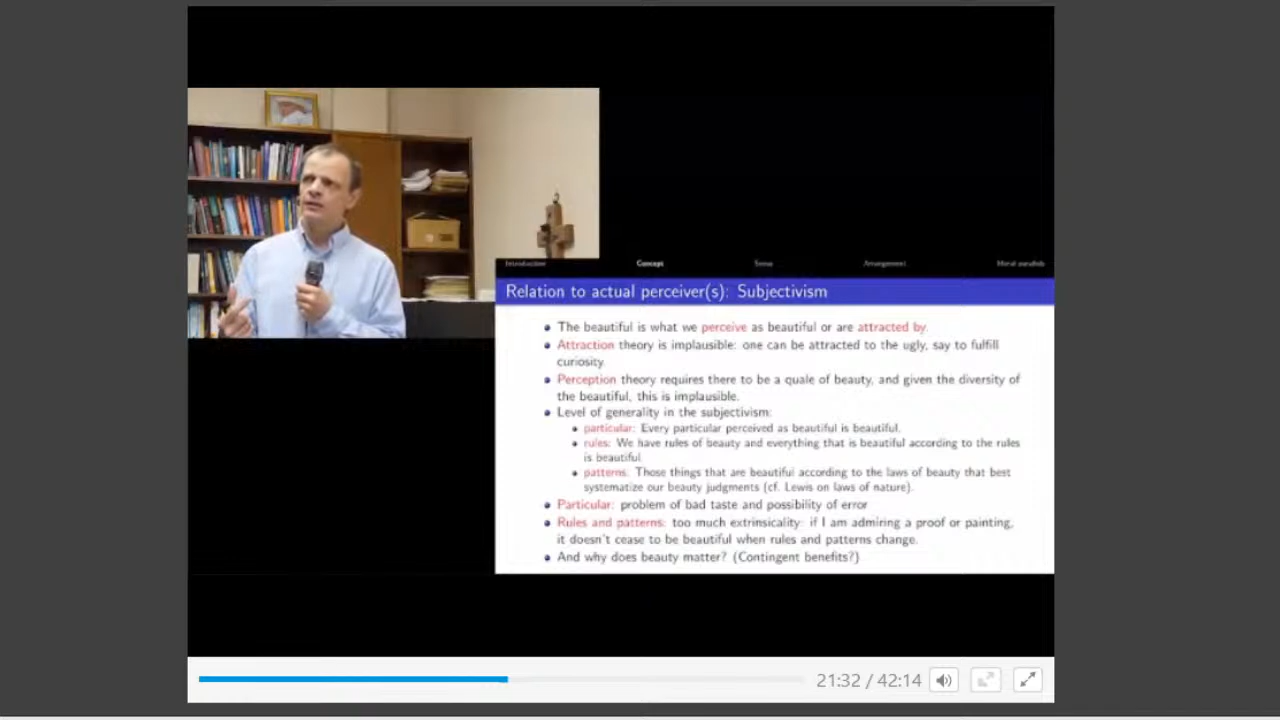 Introduction Concept Sense Arrangement Moral parallels
Relation to actual perceiver(s): Subjectivism
The beautiful is what we perceive as beautiful or are attracted by.
Attraction theory is implausible: one can be attracted to the ugly, say to fulfill
curiosity.
Perception theory requires there to be a quale of beauty, and given the diversity of
the beautiful, this is implausible.
Level of generality in the subjectivism:
particular: Every particular perceived as beautiful is beautiful.
rules: We have rules of beauty and everything that is beautiful according to the rules
is beautiful
patterns: Those things that are beautiful according to the laws of beauty that best
systematize our beauty judgments (cf. Lewis on laws of nature).
Particular: problem of bad taste and possibility of error
Rules and patterns: too much extrinsicality: if I am admiring a proof or painting,
it doesn't cease to be beautiful when rules and patterns change.
And why does beauty matter? (Contingent benefits?)
21:32 / 42:14